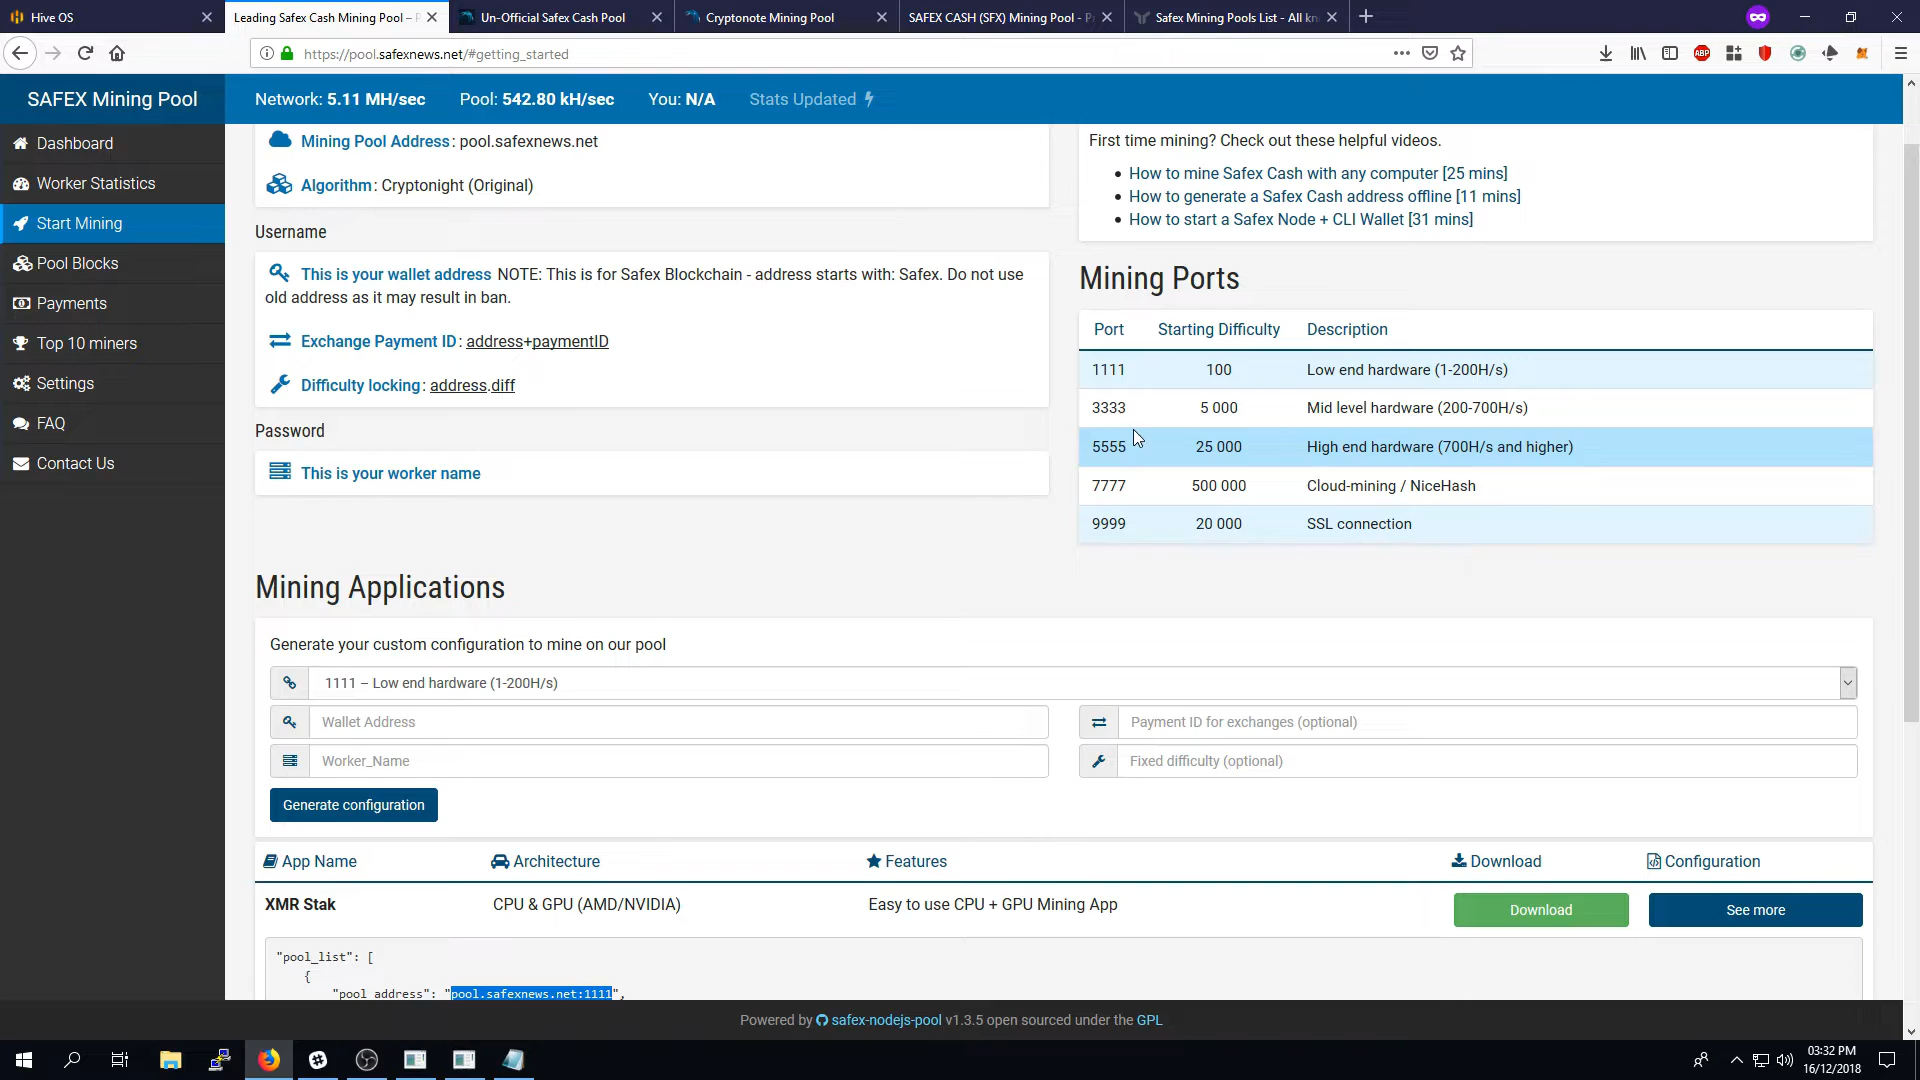 Hive OS
Leading Safex Cash Mining Pool – P
Un-Official Safex Cash Pool
Cryptonote Mining Pool
SAFEX CASH (SFX) Mining Pool - P
Safex Mining Pools List - All kn
https://pool.safexnews.net/#getting_started
ABP
SAFEX Mining Pool
Network: 5.11 MH/sec
Pool: 542.80 kH/sec
You: N/A
Stats Updated
Dashboard
Worker Statistics
Start Mining
Pool Blocks
Payments
Top 10 miners
Settings
FAQ
Contact Us
Mining Pool Address: pool.safexnews.net
Algorithm: Cryptonight (Original)
Username
This is your wallet address NOTE: This is for Safex Blockchain - address starts with: Safex. Do not use
old address as it may result in ban.
Exchange Payment ID: address+paymentID
Difficulty locking: address.diff
Password
This is your worker name
First time mining? Check out these helpful videos.
How to mine Safex Cash with any computer [25 mins]
How to generate a Safex Cash address offline [11 mins]
How to start a Safex Node + CLI Wallet [31 mins]
Mining Ports
Port Starting Difficulty Description
1111 100 Low end hardware (1-200H/s)
3333 5 000 Mid level hardware (200-700H/s)
5555 25 000 High end hardware (700H/s and higher)
7777 500 000 Cloud-mining / NiceHash
9999 20 000 SSL connection
Mining Applications
Generate your custom configuration to mine on our pool
1111 – Low end hardware (1-200H/s)
Wallet Address
Payment ID for exchanges (optional)
Worker_Name
Fixed difficulty (optional)
Generate configuration
App Name Architecture Features Download Configuration
XMR Stak CPU & GPU (AMD/NVIDIA) Easy to use CPU + GPU Mining App Download See more
"pool_list": [
{
"pool_address": "pool.safexnews.net:1111",
Powered by safex-nodejs-pool v1.3.5 open sourced under the GPL
03:32 PM
16/12/2018